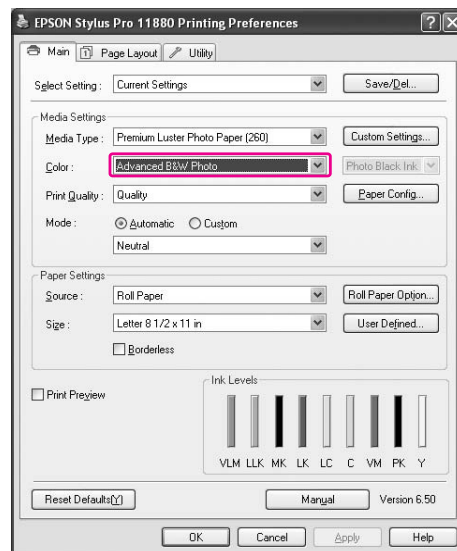 EPSON Stylus Pro 11880 Printing Preferences
Main Page Layout Utility
Select Setting : Current Settings Save/Del...
Media Settings
Media Type : Premium Luster Photo Paper (260) Custom Settings...
Color : Advanced B&W Photo Photo Black Ink
Print Quality : Quality Paper Config...
Mode : Automatic Custom
Neutral
Paper Settings
Source : Roll Paper Roll Paper Option...
Size : Letter 8 1/2 x 11 in User Defined...
Borderless
Print Preview
Ink Levels
VLM LLK MK LK LC C VM PK Y
Reset Defaults(Y) Manual Version 6.50
OK Cancel Apply Help